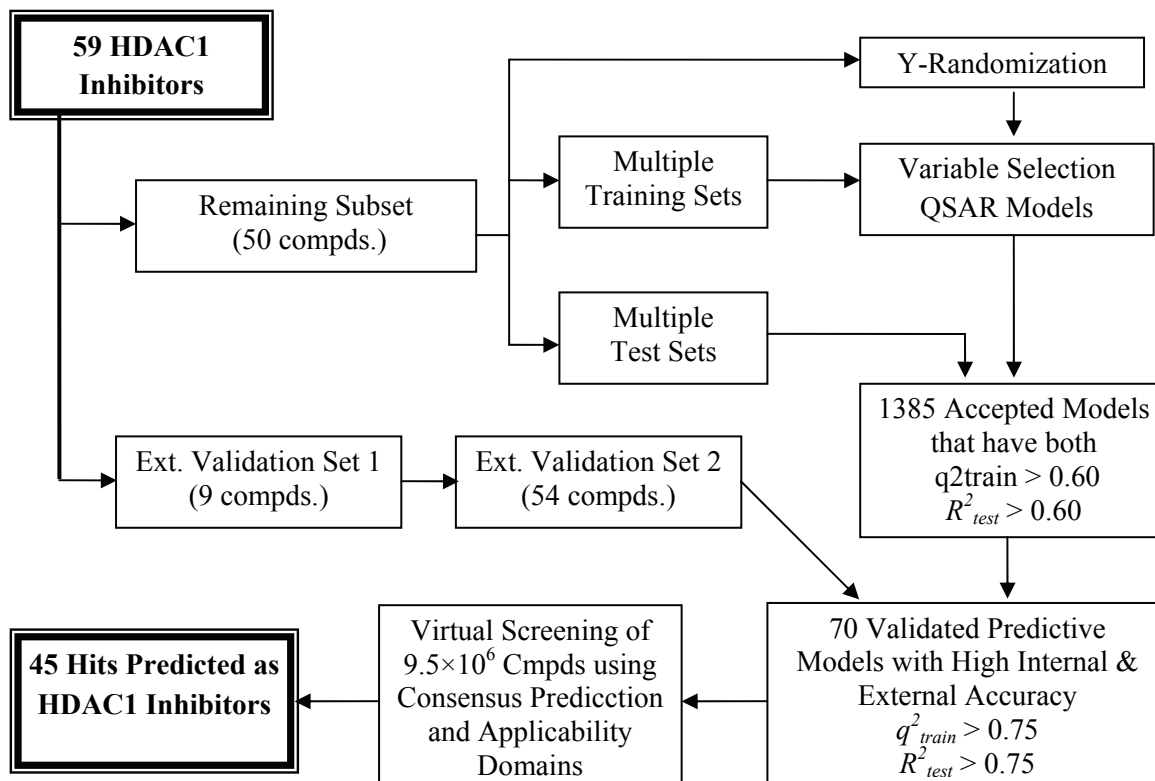 59 HDAC1
Inhibitors
Y-Randomization
Multiple
Training Sets
Variable Selection
QSAR Models
Remaining Subset
(50 compds.)
Multiple
Test Sets
1385 Accepted Models
that have both
q2train > 0.60
R²test > 0.60
Ext. Validation Set 1
(9 compds.)
Ext. Validation Set 2
(54 compds.)
70 Validated Predictive
Models with High Internal &
External Accuracy
q²train > 0.75
R²test > 0.75
Virtual Screening of
9.5×10⁶ Cmpds using
Consensus Predicction
and Applicability
Domains
45 Hits Predicted as
HDAC1 Inhibitors